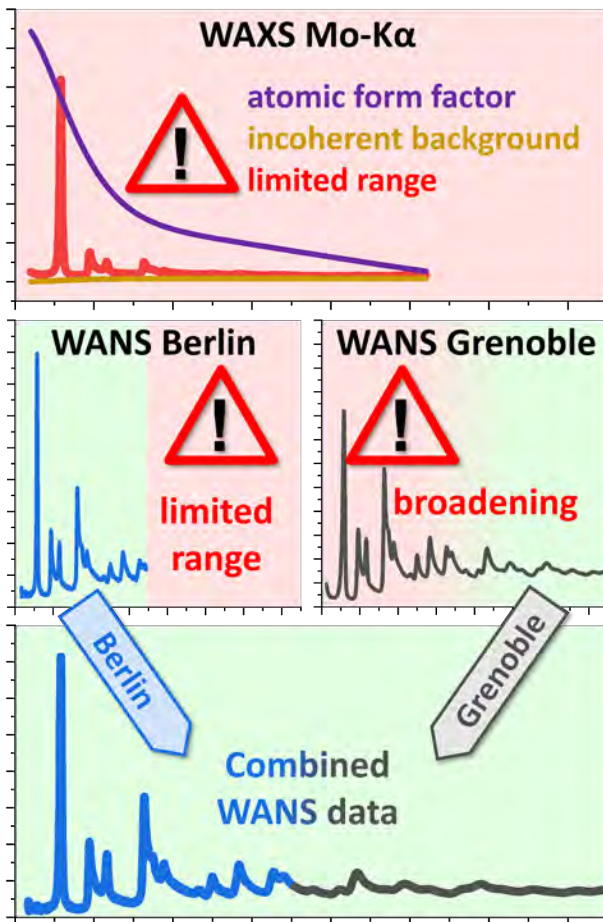 WAXS Mo-Kα
atomic form factor
incoherent background
limited range
!
WANS Berlin
WANS Grenoble
!
!
limited
range
broadening
Berlin
Grenoble
Combined
WANS data